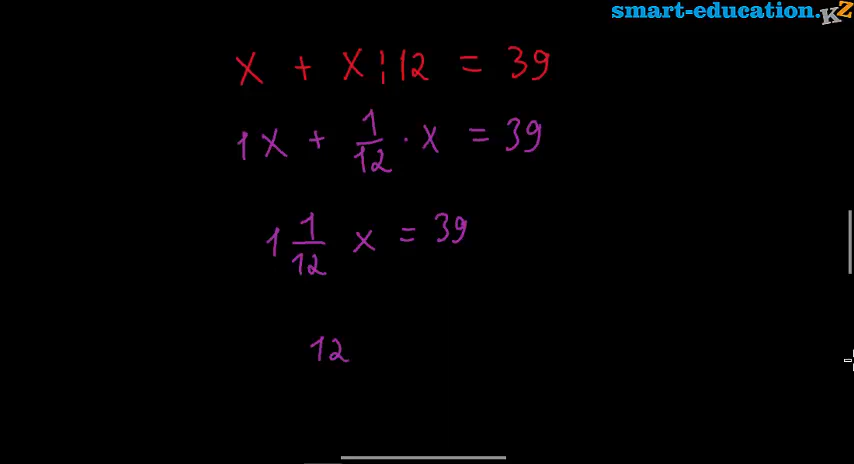 smart-education.KZ
x + x : 12 = 39
1x + 1/12 · x = 39
1 1/12 x = 39
12